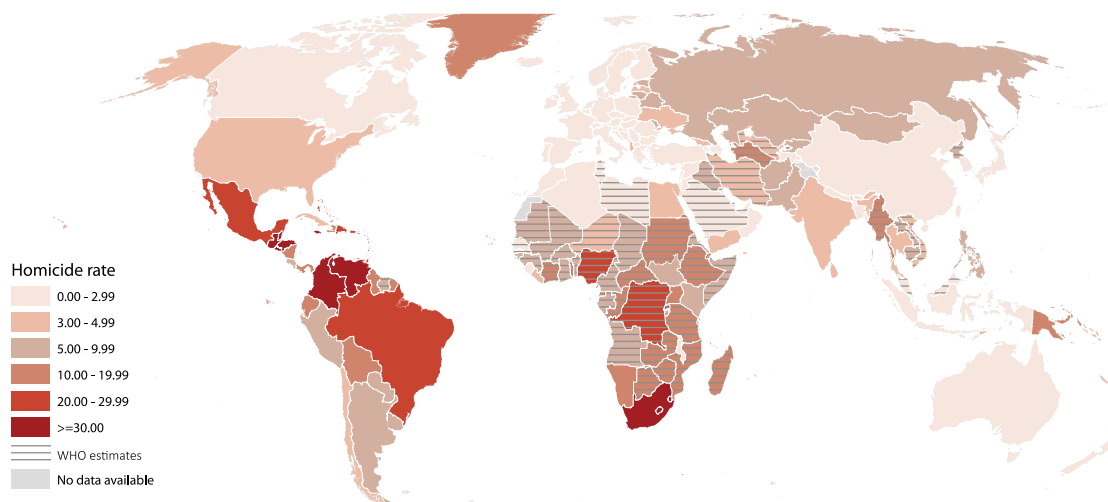 Homicide rate
0.00 - 2.99
3.00 - 4.99
5.00 - 9.99
10.00 - 19.99
20.00 - 29.99
>=30.00
WHO estimates
No data available